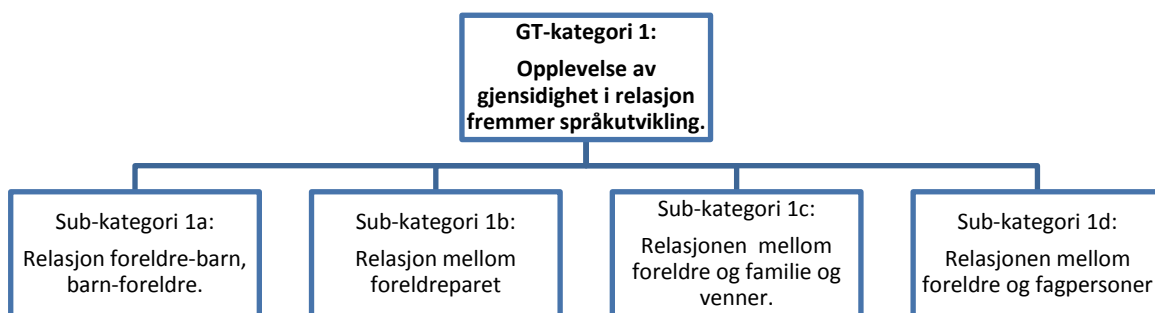 GT-kategori 1:
Opplevelse av
gjensidighet i relasjon
fremmer språkutvikling.
Sub-kategori 1a:
Relasjon foreldre-barn,
barn-foreldre.
Sub-kategori 1b:
Relasjon mellom
foreldreparet
Sub-kategori 1c:
Relasjonen mellom
foreldre og familie og
venner.
Sub-kategori 1d:
Relasjonen mellom
foreldre og fagpersoner